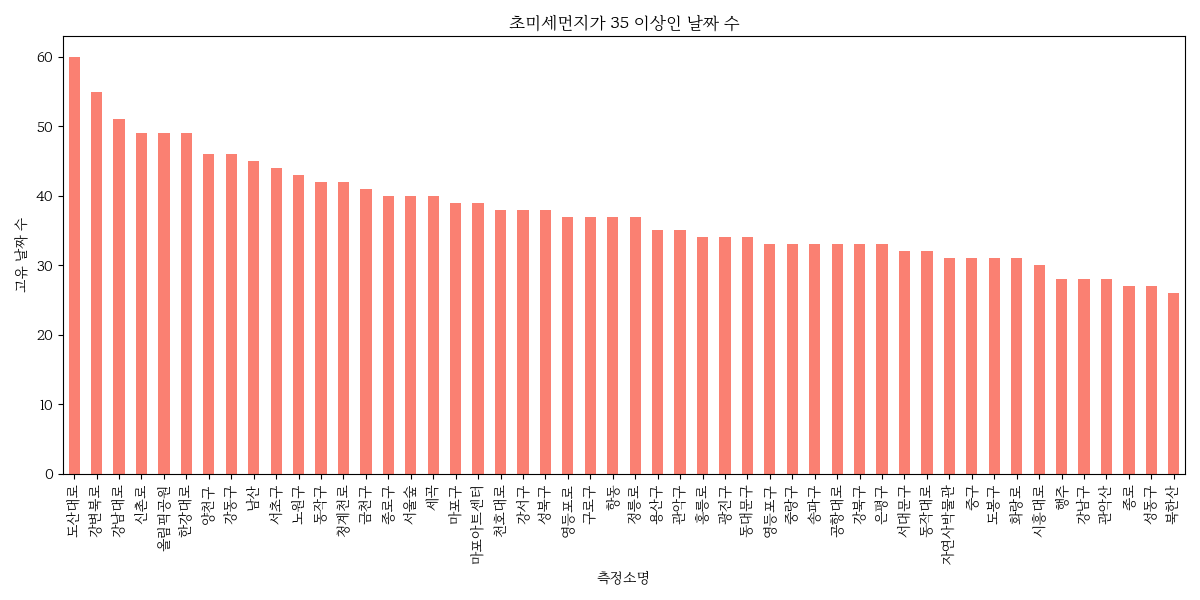 초미세먼지가 35 이상인 날짜 수
고유 날짜 수
60
50
40
30
20
10
0
도산대로
강변북로
강남대로
신촌로
올림픽공원
한강대로
양천구
강동구
남산
서초구
노원구
동작구
청계천로
금천구
종로구
서울숲
세곡
마포구
마포아트센터
천호대로
강서구
성북구
영등포로
구로구
항동
정릉로
용산구
관악구
홍릉로
광진구
동대문구
영등포구
중랑구
송파구
공항대로
강북구
은평구
서대문구
동작대로
자연사박물관
중구
도봉구
화랑로
시흥대로
행주
강남구
관악산
종로
성동구
북한산
측정소명